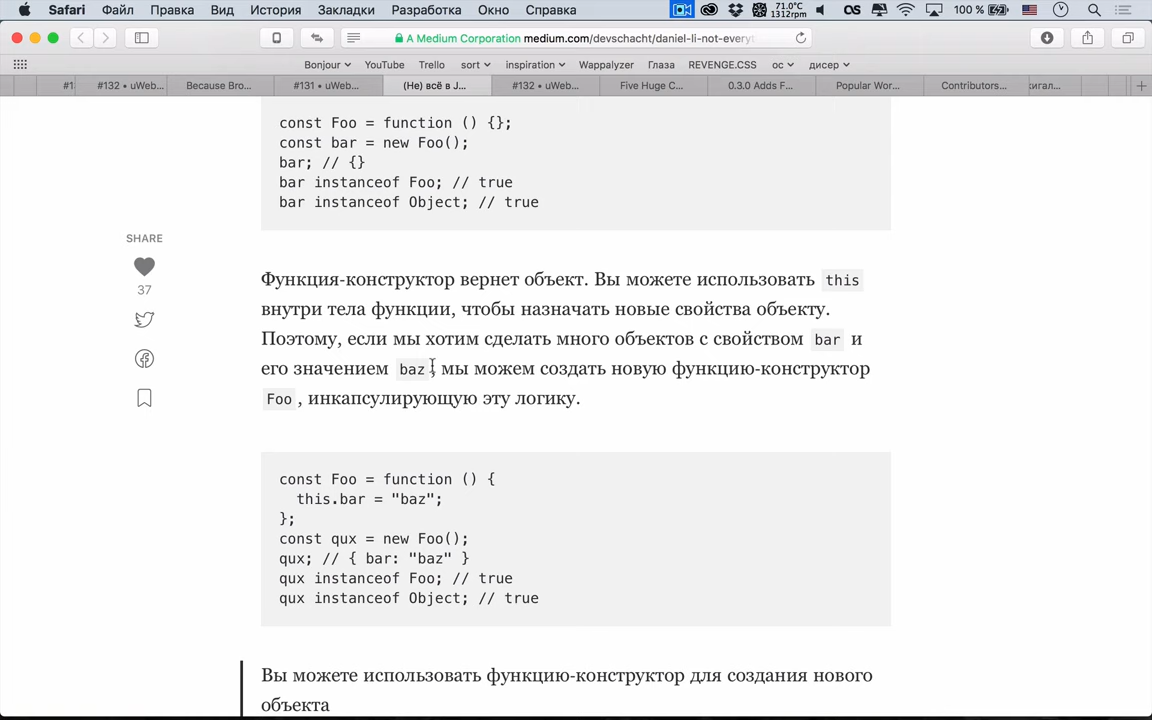 Safari Файл Правка Вид История Закладки Разработка Окно Справка 71.0°C 1312rpm 100 %
A Medium Corporation medium.com/devschacht/daniel-li-not-everyt
Bonjour YouTube Trello sort inspiration Wappalyzer Глаза REVENGE.CSS ос дисер
#1 #132 • uWeb... Because Bro... #131 • uWeb... (Не) всё в J... #132 • uWeb... Five Huge C... 0.3.0 Adds F... Popular Wor... Contributors... кигал...
const Foo = function () {};
const bar = new Foo();
bar; // {}
bar instanceof Foo; // true
bar instanceof Object; // true
SHARE
37
Функция-конструктор вернет объект. Вы можете использовать this
внутри тела функции, чтобы назначать новые свойства объекту.
Поэтому, если мы хотим сделать много объектов с свойством bar и
его значением baz, мы можем создать новую функцию-конструктор
Foo, инкапсулирующую эту логику.
const Foo = function () {
this.bar = "baz";
};
const qux = new Foo();
qux; // { bar: "baz" }
qux instanceof Foo; // true
qux instanceof Object; // true
Вы можете использовать функцию-конструктор для создания нового
объекта